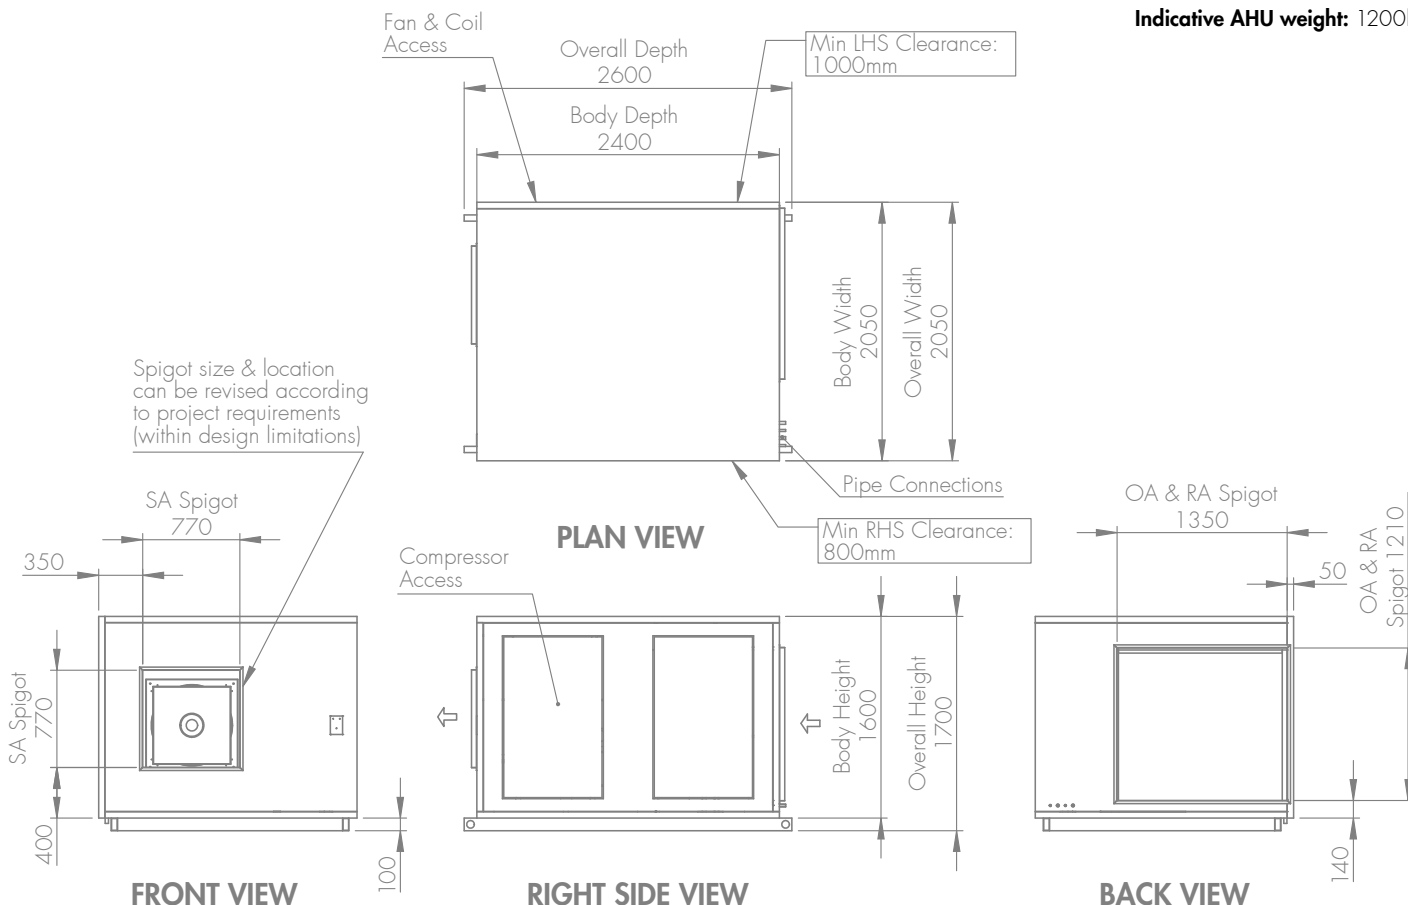 Indicative AHU weight: 1200
Fan & Coil
Access
Overall Depth
2600
Min LHS Clearance:
1000mm
Body Depth
2400
Body Width
2050
Overall Width
2050
Spigot size & location
can be revised according
to project requirements
(within design limitations)
Pipe Connections
SA Spigot
770
350
PLAN VIEW
Min RHS Clearance:
800mm
OA & RA Spigot
1350
50
OA & RA
Spigot 1210
Compressor
Access
SA Spigot
770
400
100
Body Height
1600
Overall Height
1700
140
FRONT VIEW
RIGHT SIDE VIEW
BACK VIEW